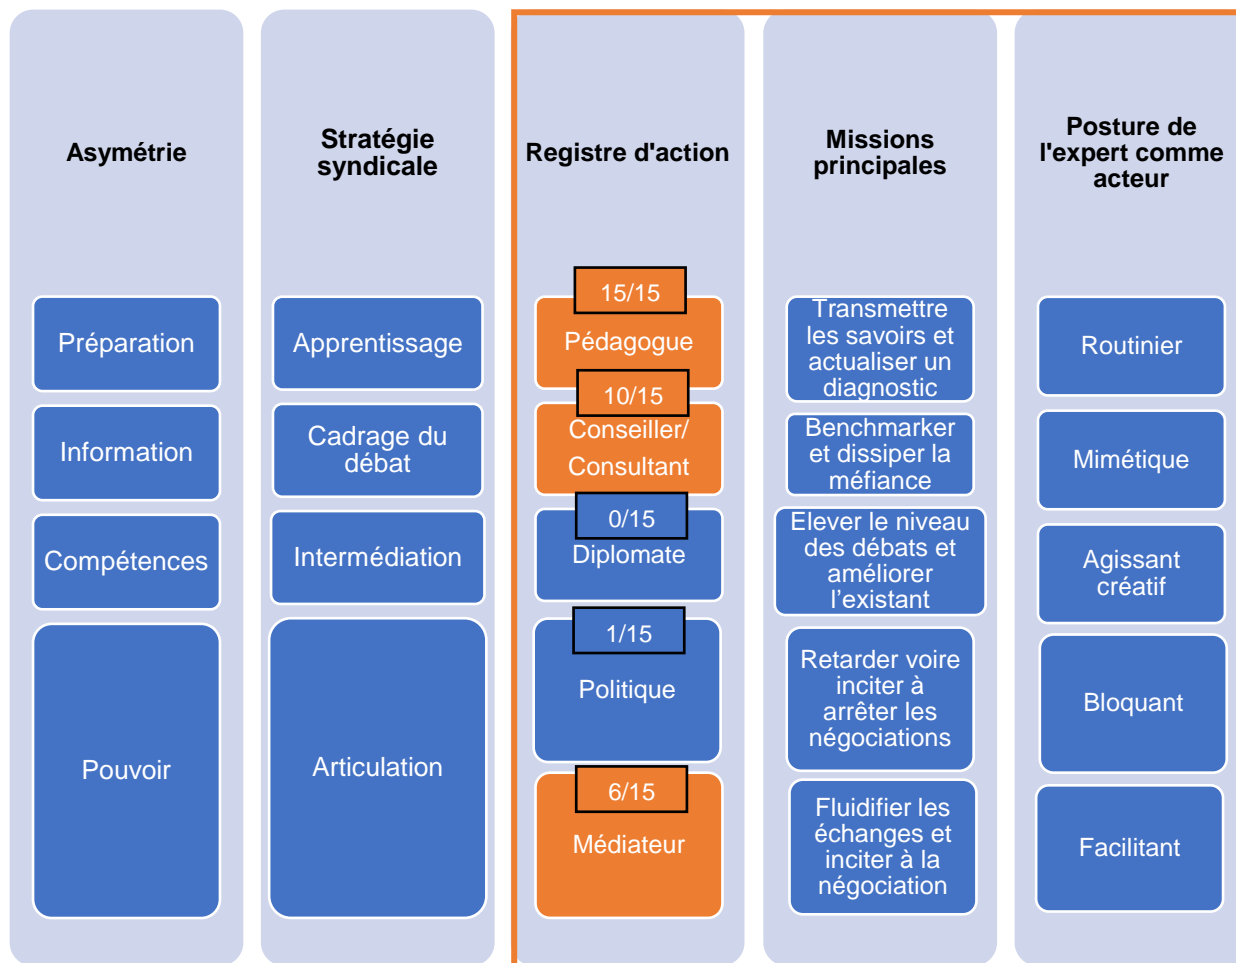 Asymétrie
Stratégie
syndicale
Registre d'action
Missions
principales
Posture de
l'expert comme
acteur
Préparation
Apprentissage
15/15
Pédagogue
Transmettre
les savoirs et
actualiser un
diagnostic
Routinier
Information
Cadrage du
débat
10/15
Conseiller/
Consultant
Benchmarker
et dissiper la
méfiance
Mimétique
Compétences
Intermédiation
0/15
Diplomate
Elever le niveau
des débats et
améliorer
l’existant
Agissant
créatif
Pouvoir
Articulation
1/15
Politique
Retarder voire
inciter à
arrêter les
négociations
Bloquant
6/15
Médiateur
Fluidifier les
échanges et
inciter à la
négociation
Facilitant